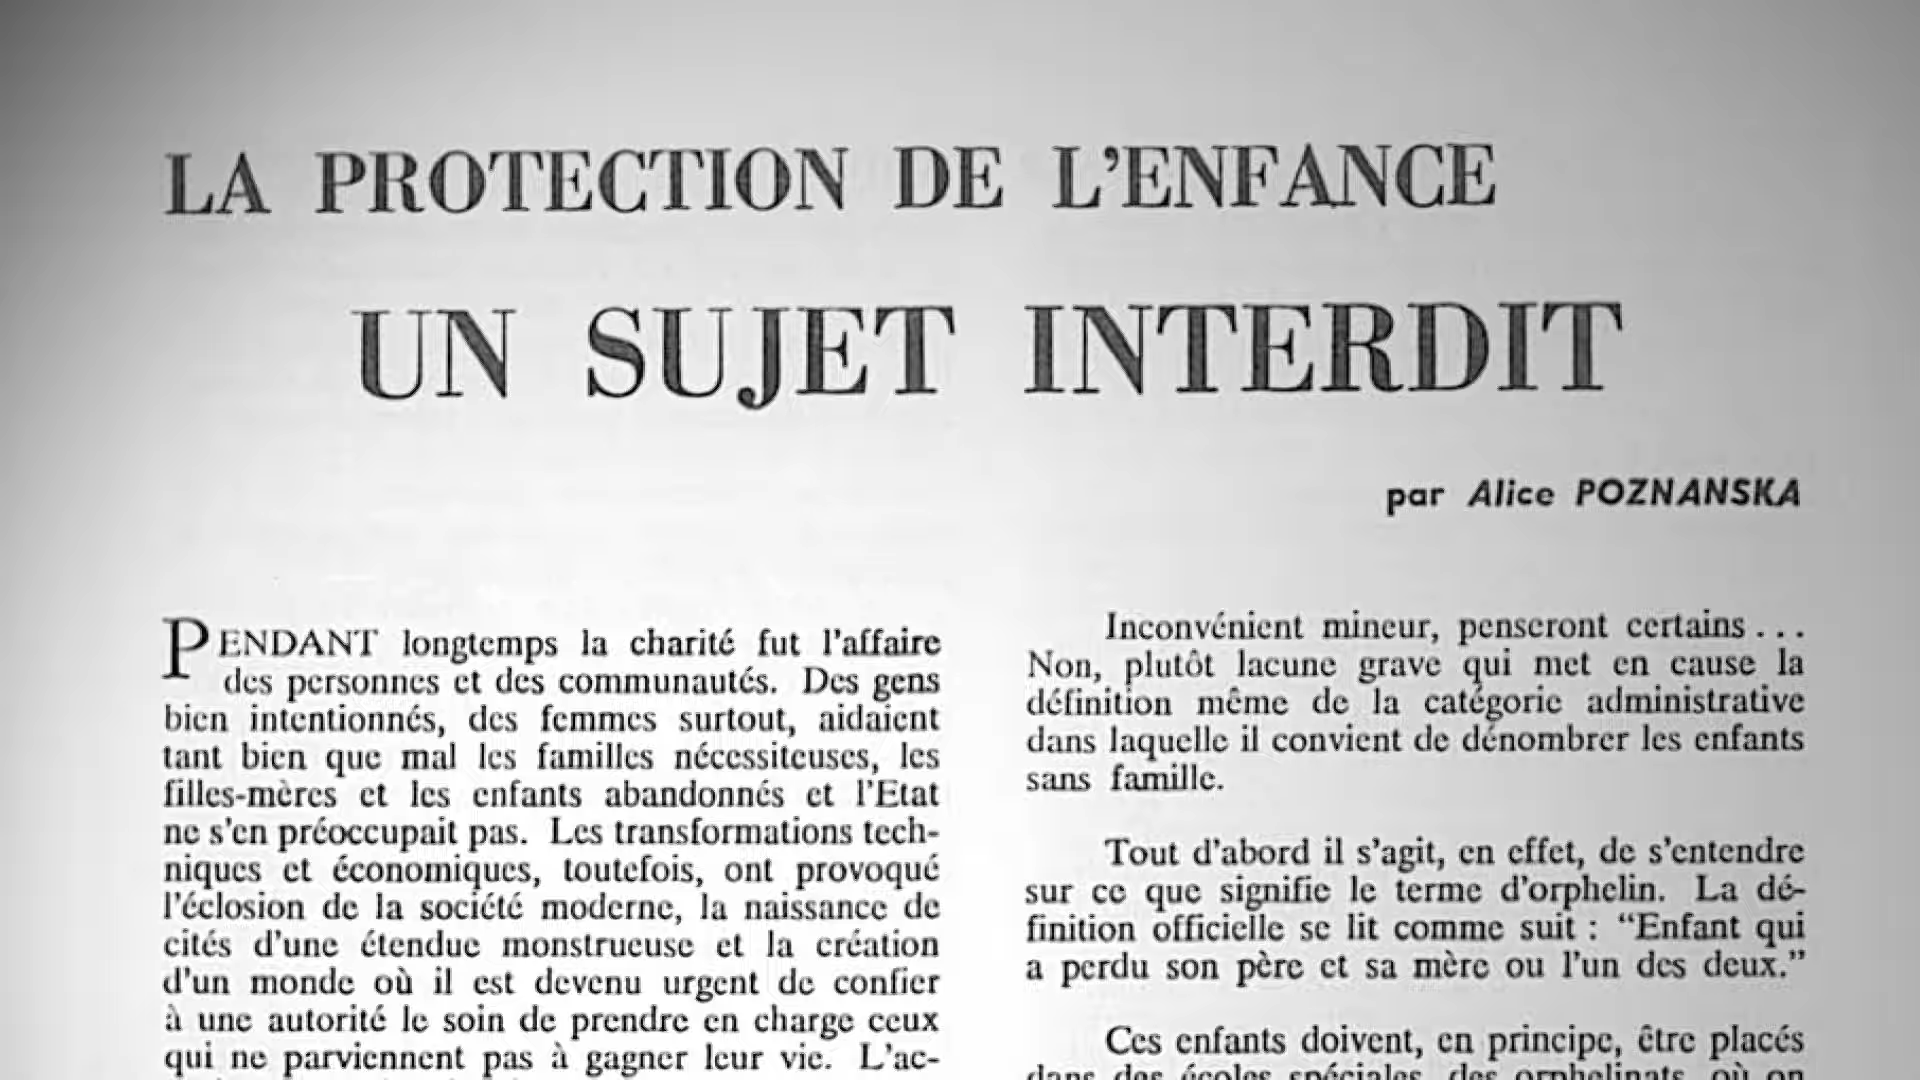 LA PROTECTION DE L'ENFANCE
UN SUJET INTERDIT
par Alice POZNANSKA
PENDANT longtemps la charité fut l'affaire
des personnes et des communautés. Des gens
bien intentionnés, des femmes surtout, aidaient
tant bien que mal les familles nécessiteuses, les
filles-mères et les enfants abandonnés et l'Etat
ne s'en préoccupait pas. Les transformations tech-
niques et économiques, toutefois, ont provoqué
l'éclosion de la société moderne, la naissance de
cités d'une étendue monstrueuse et la création
d'un monde où il est devenu urgent de confier
à une autorité le soin de prendre en charge ceux
qui ne parviennent pas à gagner leur vie. L'ac-
Inconvénient mineur, penseront certains . . .
Non, plutôt lacune grave qui met en cause la
définition même de la catégorie administrative
dans laquelle il convient de dénombrer les enfants
sans famille.
Tout d'abord il s'agit, en effet, de s'entendre
sur ce que signifie le terme d'orphelin. La dé-
finition officielle se lit comme suit : “Enfant qui
a perdu son père et sa mère ou l'un des deux.”
Ces enfants doivent, en principe, être placés
dans des écoles spéciales, des orphelinats, où on